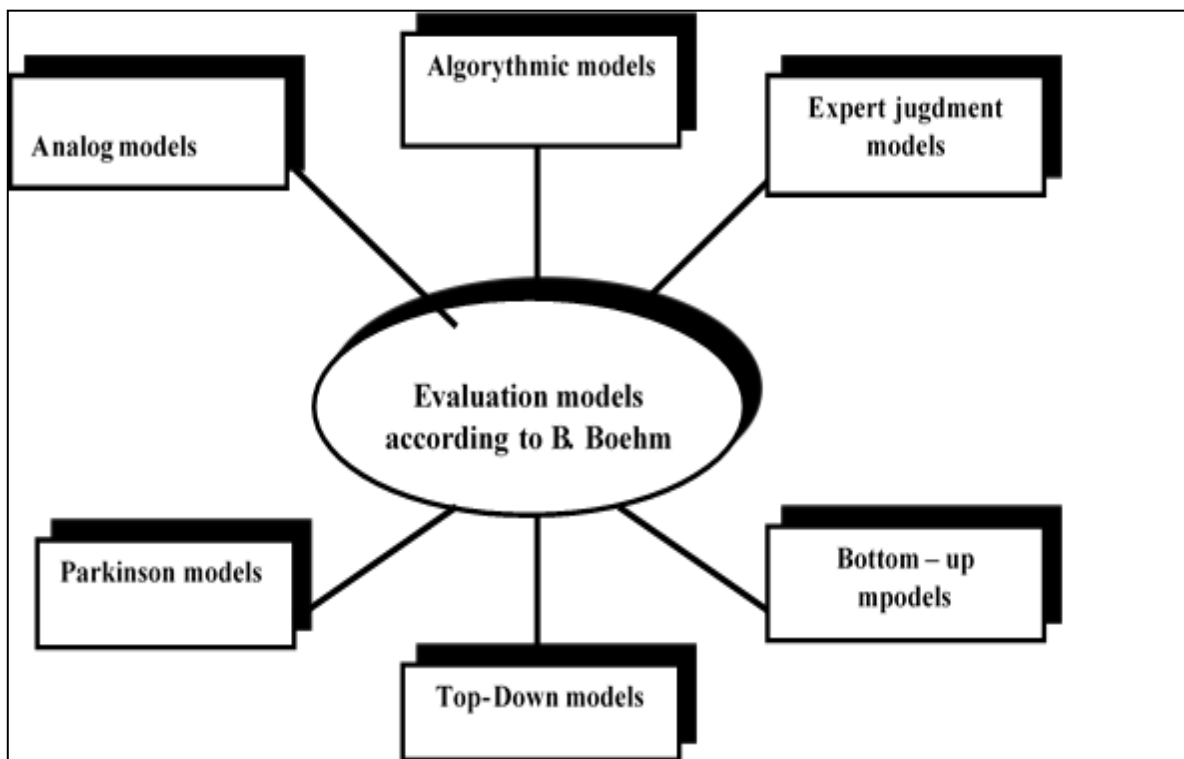 Algorythmic models
Analog models
Expert jugdment
models
Evaluation models
according to B. Boehm
Parkinson models
Bottom – up
mpodels
Top-Down models